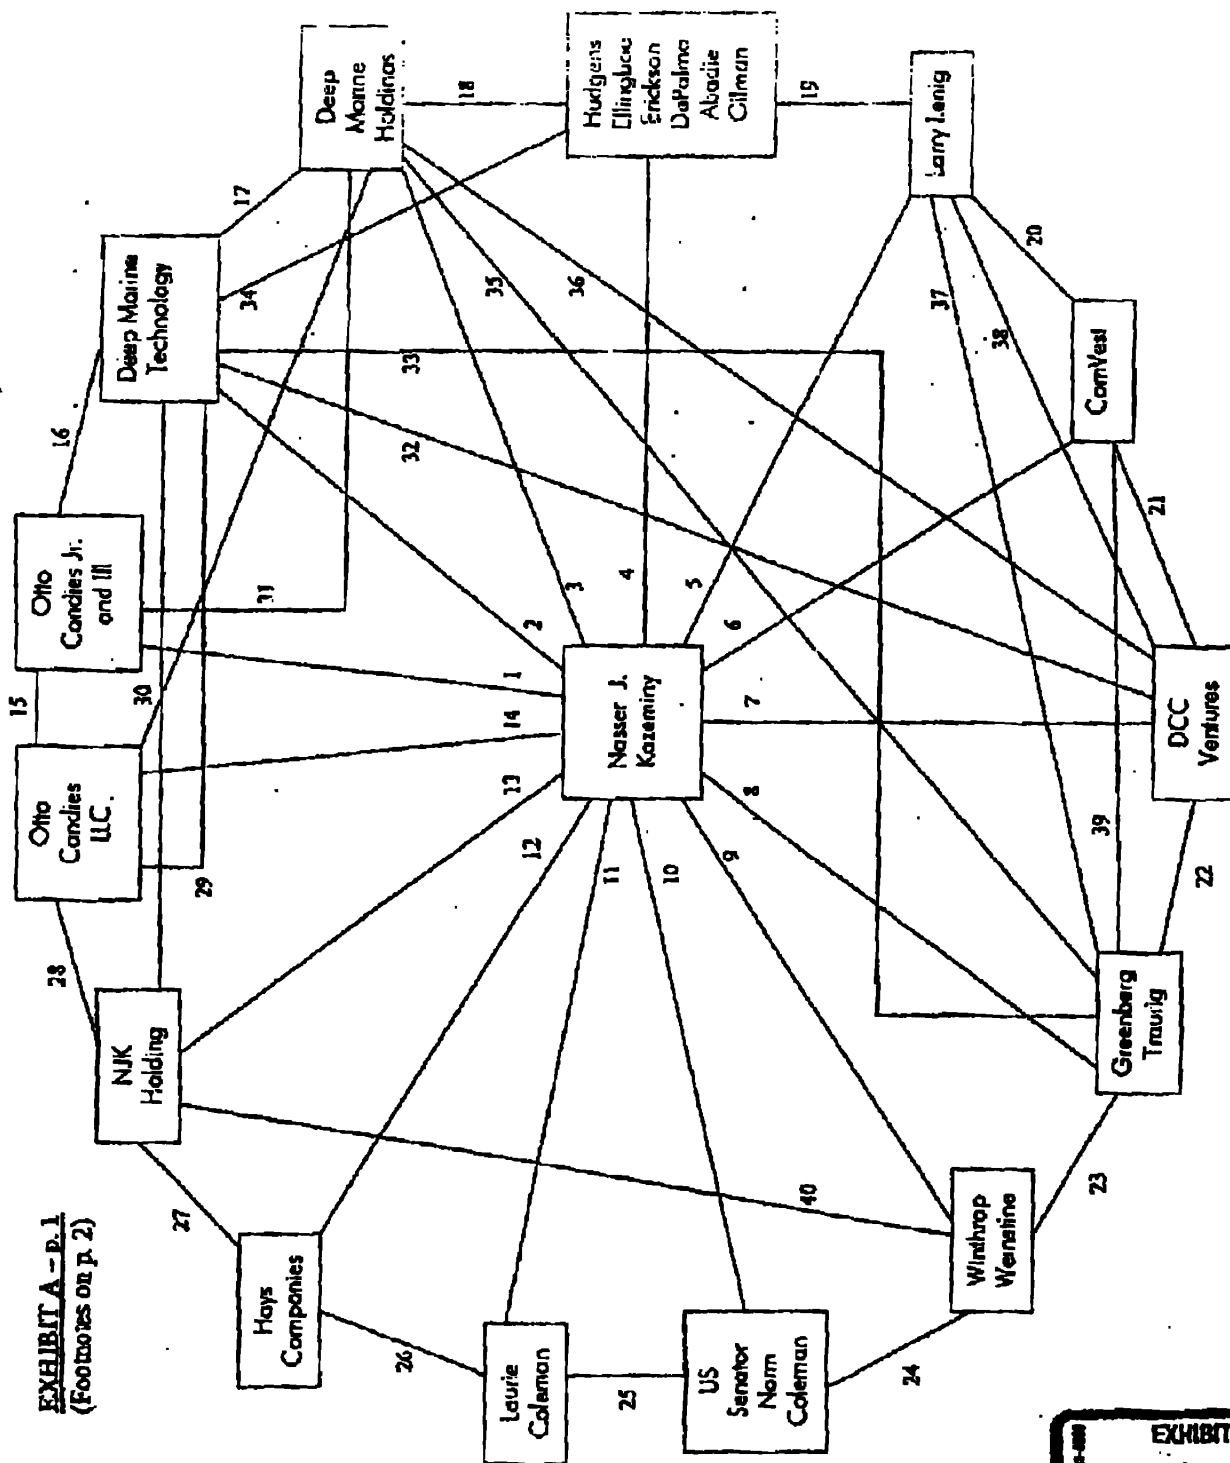 EXHIBIT A - p.1
(Footnotes on p. 2)
Hays
Companies
NJK
Holding
Otto
Candies
LLC.
Otto
Candies Jr.
and III
Deep Marine
Technology
Deep
Marine
Holdings
Hudgens
Ellingboe
Erickson
DaPalma
Abadie
Gilman
Larry Lenig
ComVest
DCC
Ventures
Greenberg
Traurig
Winthrop
Weinstine
US
Senator
Norm
Coleman
Laurie
Coleman
Nasser J.
Kazeminy
1
2
3
4
5
6
7
8
9
10
11
12
13
14
15
16
17
18
19
20
21
22
23
24
25
26
27
28
29
30
31
32
33
34
35
36
37
38
39
40
EXHIBIT